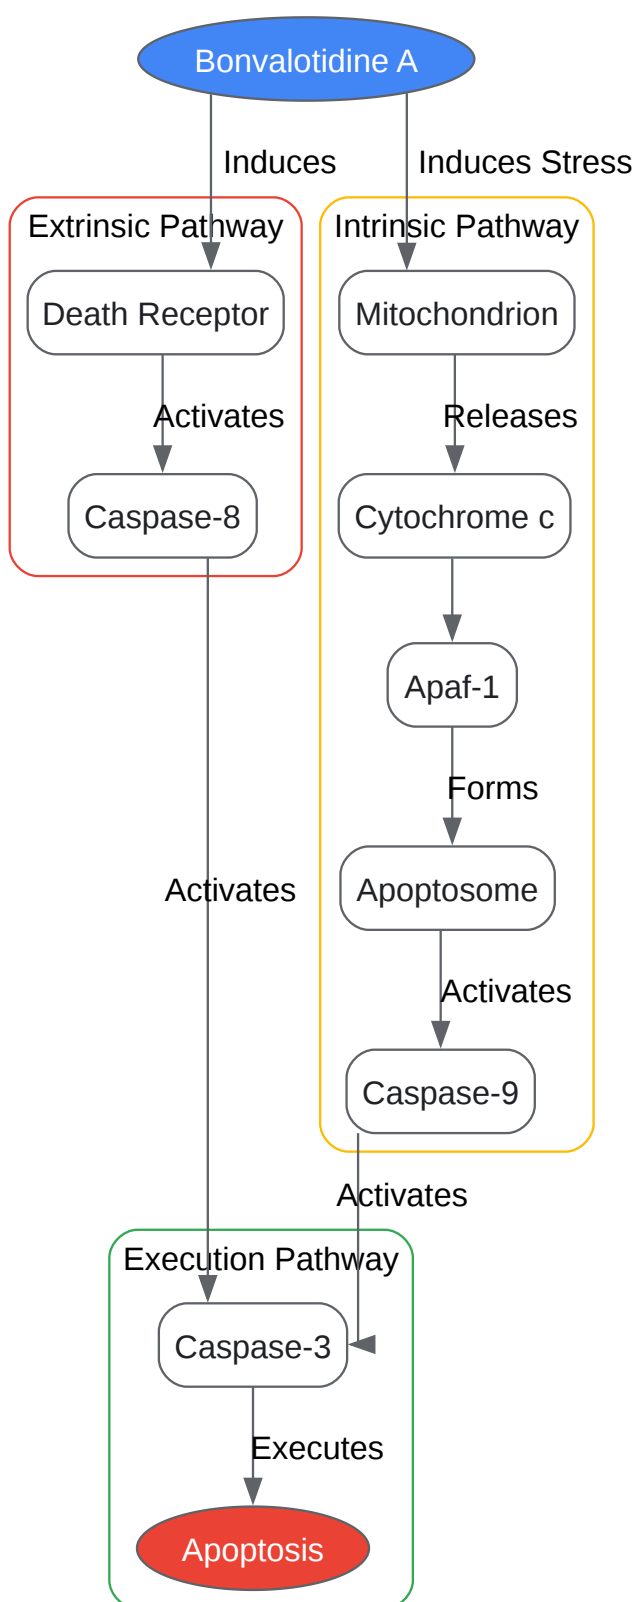 Bonvalotidine A
Induces
Induces Stress
Extrinsic Pathway
Intrinsic Pathway
Death Receptor
Mitochondrion
Activates
Releases
Caspase-8
Cytochrome c
Apaf-1
Forms
Activates
Apoptosome
Activates
Caspase-9
Activates
Execution Pathway
Caspase-3
Executes
Apoptosis